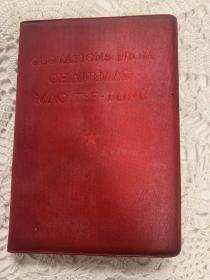 QUOTATIONS FROM
CHAIRMAN
MAO TSE-TUNG